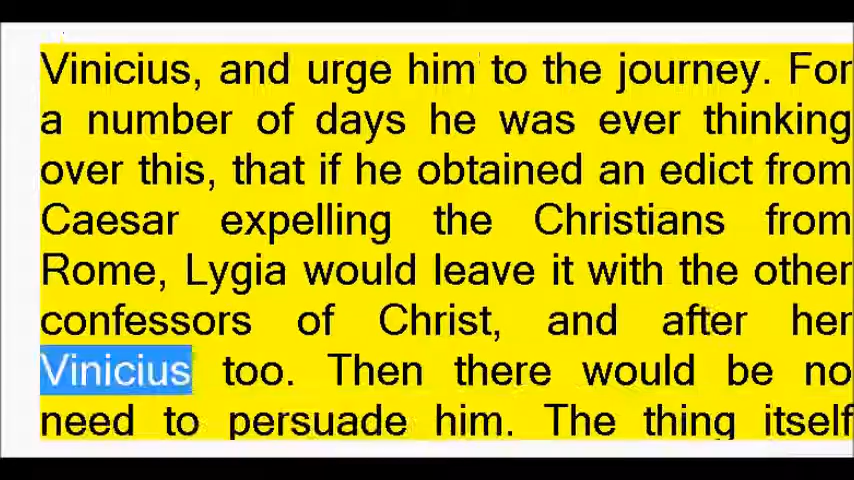 Vinicius, and urge him to the journey. For
a number of days he was ever thinking
over this, that if he obtained an edict from
Caesar expelling the Christians from
Rome, Lygia would leave it with the other
confessors of Christ, and after her
Vinicius too. Then there would be no
need to persuade him. The thing itself